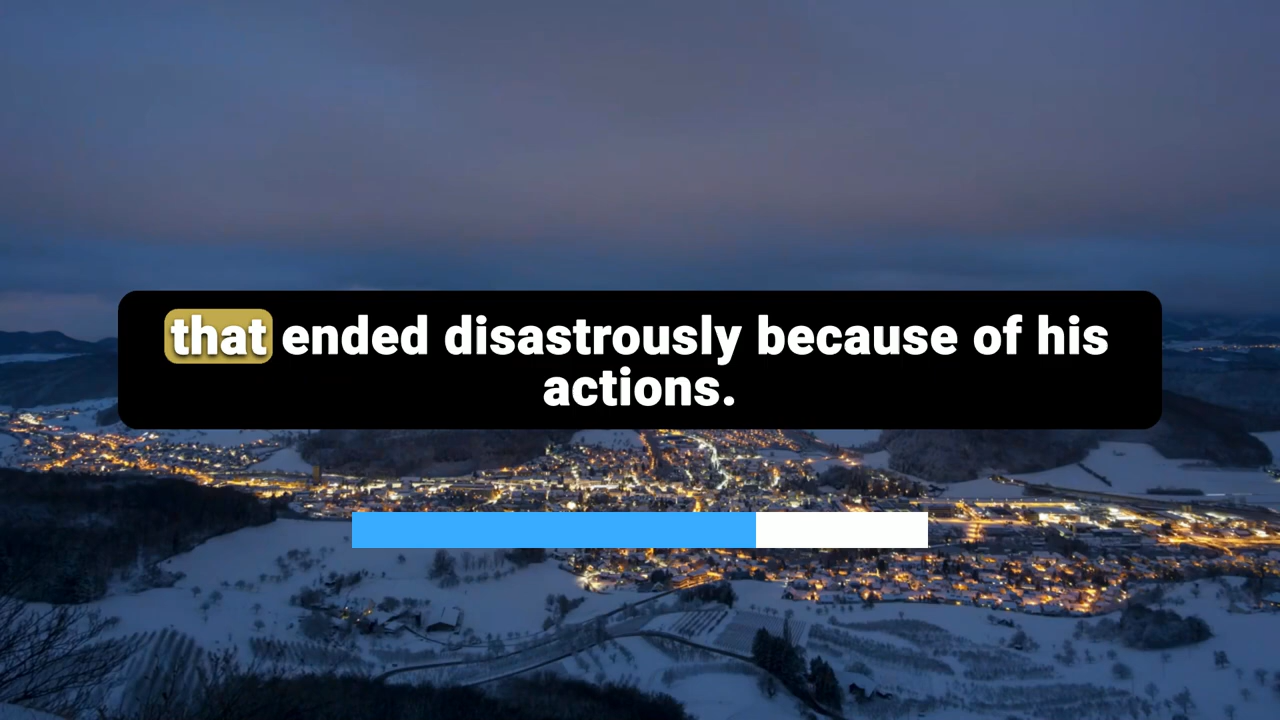 that ended disastrously because of his
actions.